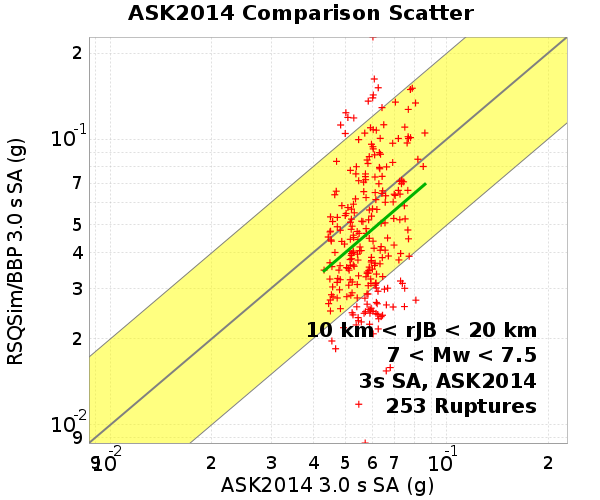 ASK2014 Comparison Scatter
RSQSim/BBP 3.0 s SA (g)
2
10-1
7
5
4
3
2
10-2
9
9
10-2
2
3
4
5
6
7
10-1
2
10 km < rJB < 20 km
7 < Mw < 7.5
3s SA, ASK2014
253 Ruptures
ASK2014 3.0 s SA (g)